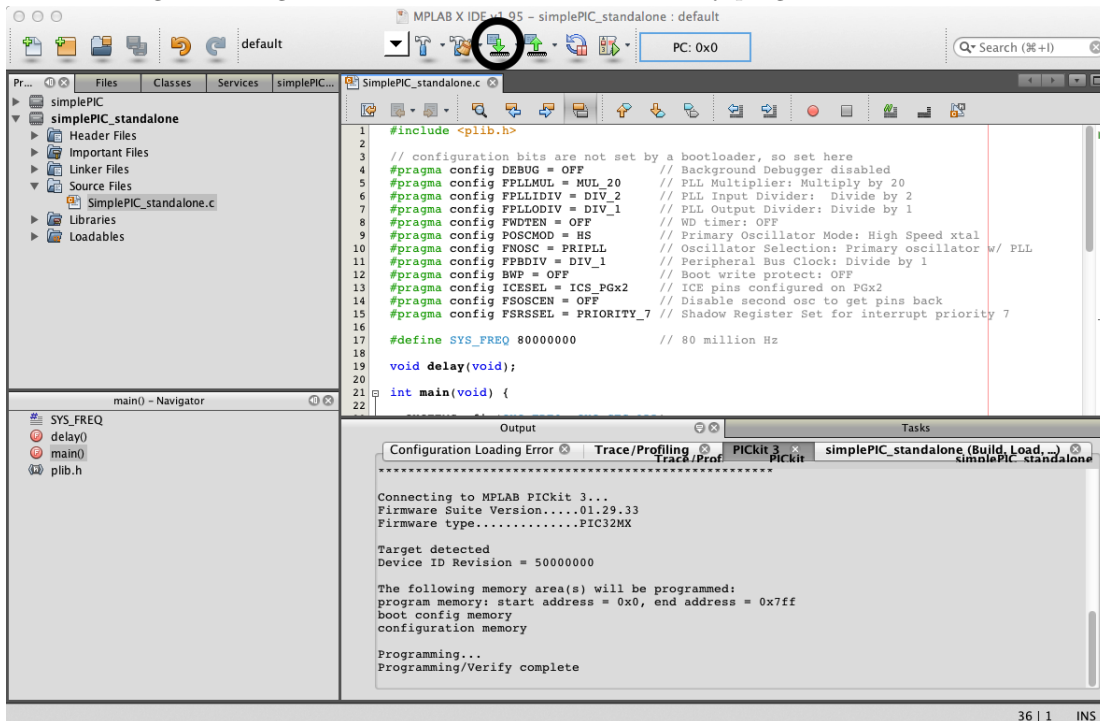 MPLAB X IDE v1.95 – simplePIC_standalone : default
default
PC: 0x0
Search (⌘+I)
Pr...
Files
Classes
Services
simplePIC...
SimplePIC_standalone.c
simplePIC
simplePIC_standalone
Header Files
Important Files
Linker Files
Source Files
SimplePIC_standalone.c
Libraries
Loadables
1 #include <plib.h>
2
3 // configuration bits are not set by a bootloader, so set here
4 #pragma config DEBUG = OFF // Background Debugger disabled
5 #pragma config FPLLMUL = MUL_20 // PLL Multiplier: Multiply by 20
6 #pragma config FPLLIDIV = DIV_2 // PLL Input Divider: Divide by 2
7 #pragma config FPLLODIV = DIV_1 // PLL Output Divider: Divide by 1
8 #pragma config FWDTEN = OFF // WD timer: OFF
9 #pragma config POSCMOD = HS // Primary Oscillator Mode: High Speed xtal
10 #pragma config FNOSC = PRIPLL // Oscillator Selection: Primary oscillator w/ PLL
11 #pragma config FPBDIV = DIV_1 // Peripheral Bus Clock: Divide by 1
12 #pragma config BWP = OFF // Boot write protect: OFF
13 #pragma config ICESEL = ICS_PGx2 // ICE pins configured on PGx2
14 #pragma config FSOSCEN = OFF // Disable second osc to get pins back
15 #pragma config FSRSSEL = PRIORITY_7 // Shadow Register Set for interrupt priority 7
16
17 #define SYS_FREQ 80000000 // 80 million Hz
18
19 void delay(void);
20
21 int main(void) {
22
main() – Navigator
SYS_FREQ
delay()
main()
plib.h
Output
Tasks
Configuration Loading Error
Trace/Profiling
PICkit 3
simplePIC_standalone (Build, Load, ...)
Trace/Prof
PICkit
simplePIC_standalone
*****************************************************
Connecting to MPLAB PICkit 3...
Firmware Suite Version.....01.29.33
Firmware type..............PIC32MX
Target detected
Device ID Revision = 50000000
The following memory area(s) will be programmed:
program memory: start address = 0x0, end address = 0x7ff
boot config memory
configuration memory
Programming...
Programming/Verify complete
36 | 1 INS